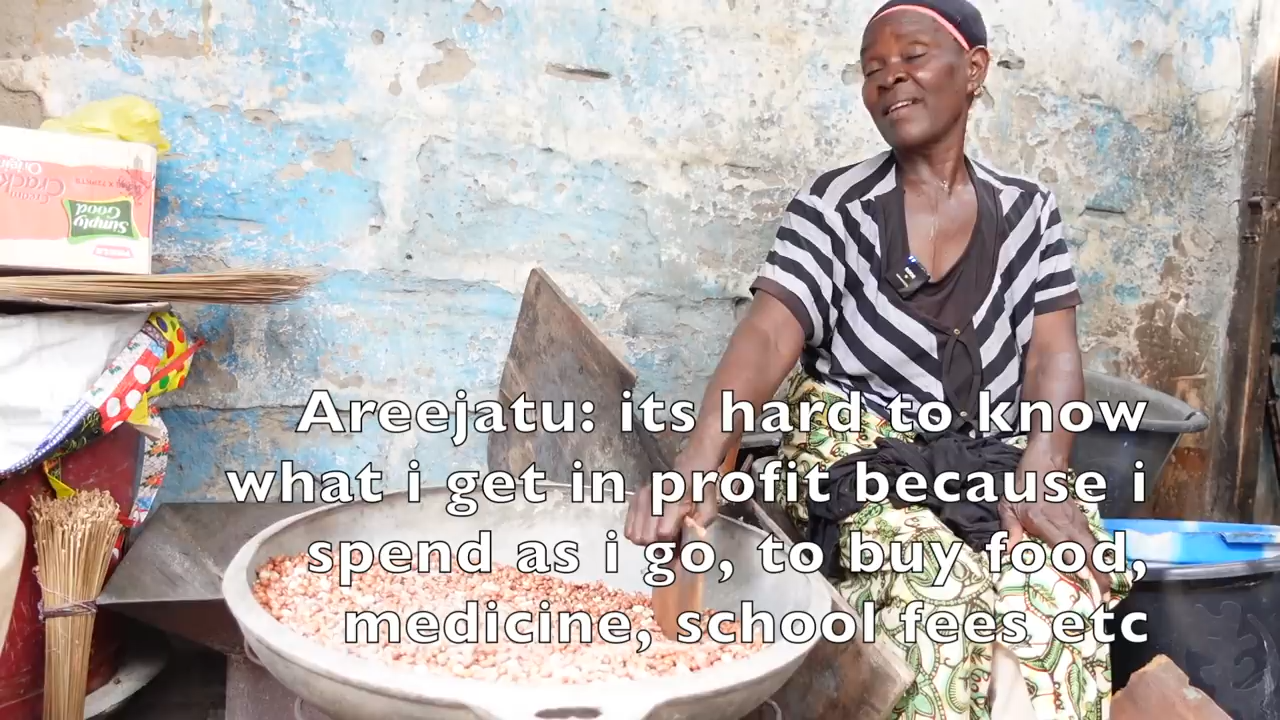 Areejatu: its hard to know
what i get in profit because i
spend as i go, to buy food,
medicine, school fees etc
Simply
Good